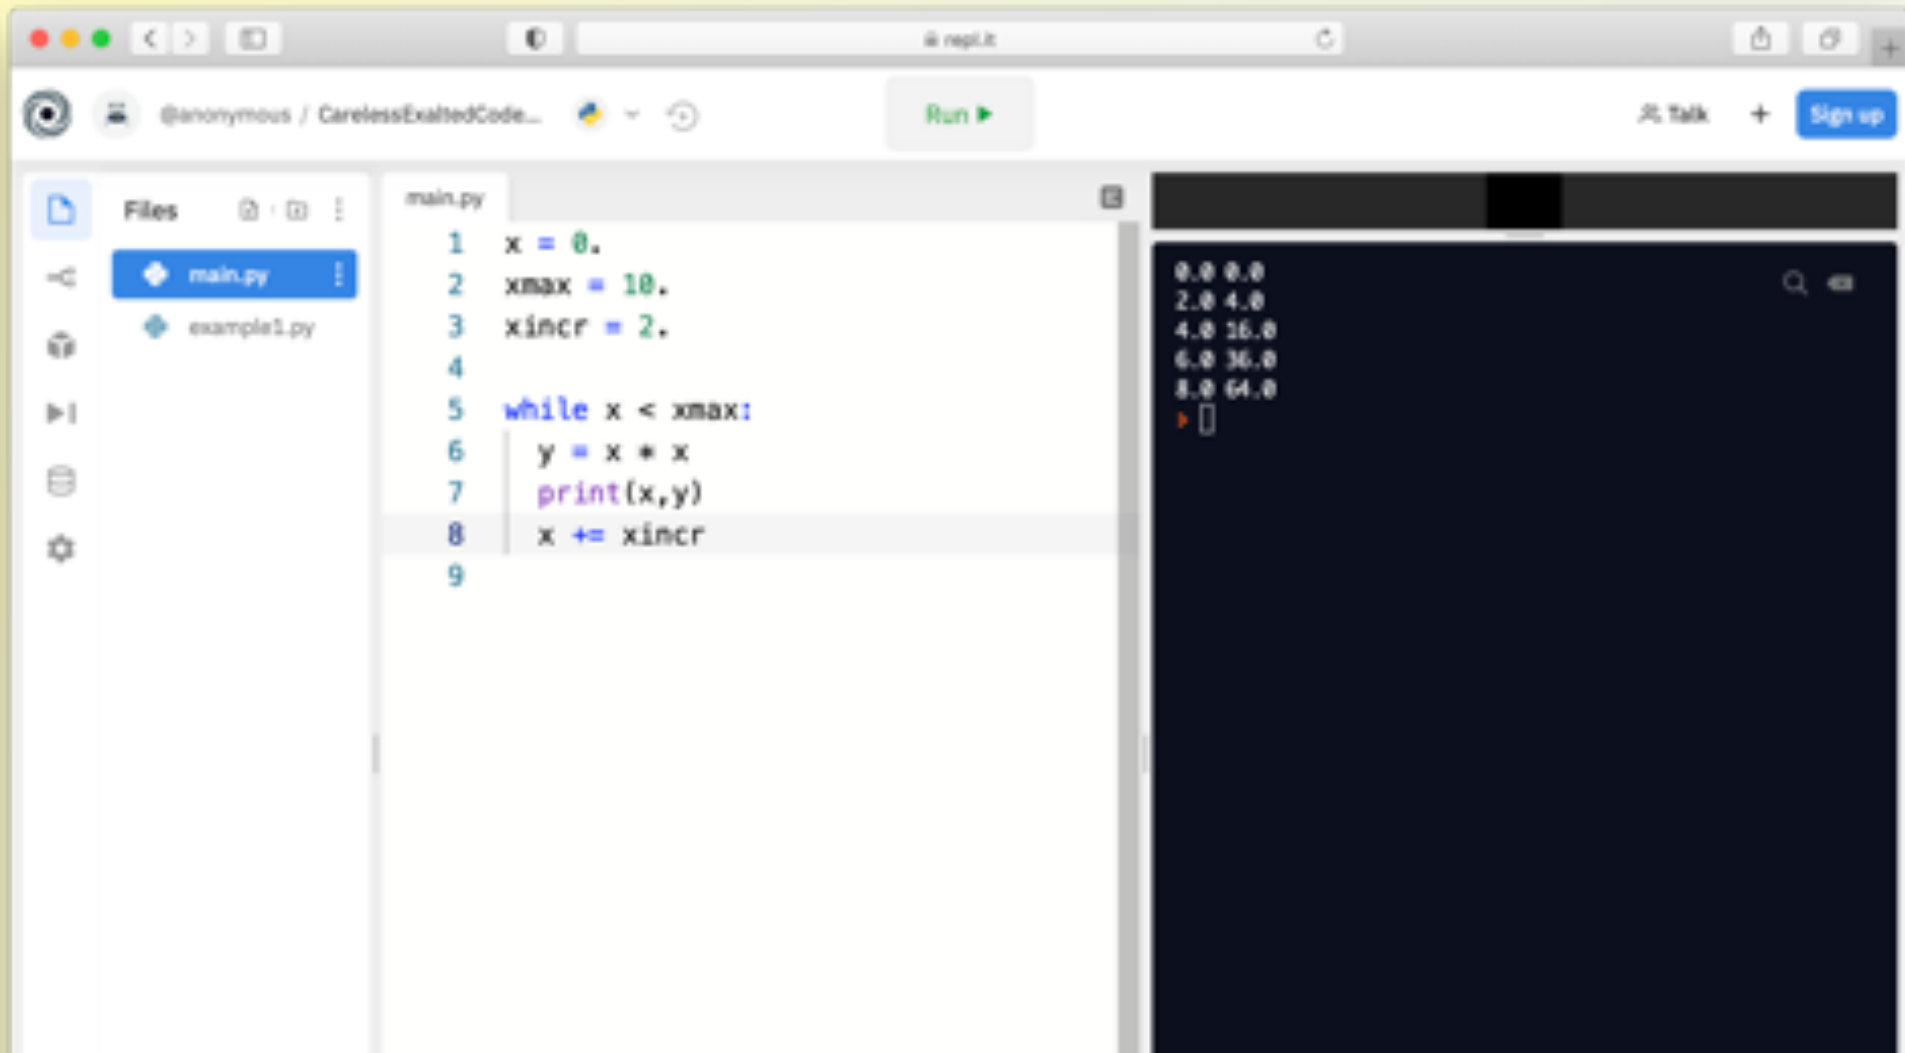 repl.it
@anonymous / CarelessExaltedCode...
Run
Talk
+
Sign up
Files
main.py
example1.py
main.py
1 x = 0.
2 xmax = 10.
3 xincr = 2.
4
5 while x < xmax:
6 y = x * x
7 print(x,y)
8 x += xincr
9
0.0 0.0
2.0 4.0
4.0 16.0
6.0 36.0
8.0 64.0